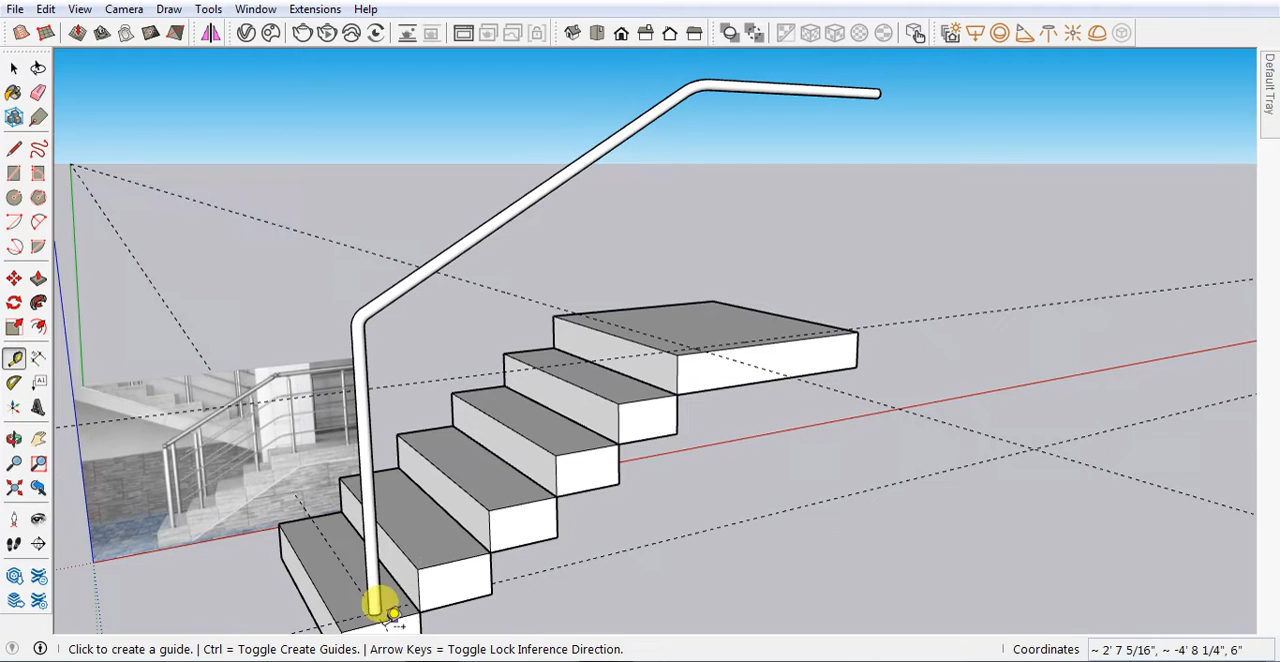 File Edit View Camera Draw Tools Window Extensions Help
Default Tray
A1
Click to create a guide. | Ctrl = Toggle Create Guides. | Arrow Keys = Toggle Lock Inference Direction. Coordinates ~ 2' 7 5/16", ~ -4' 8 1/4", 6"